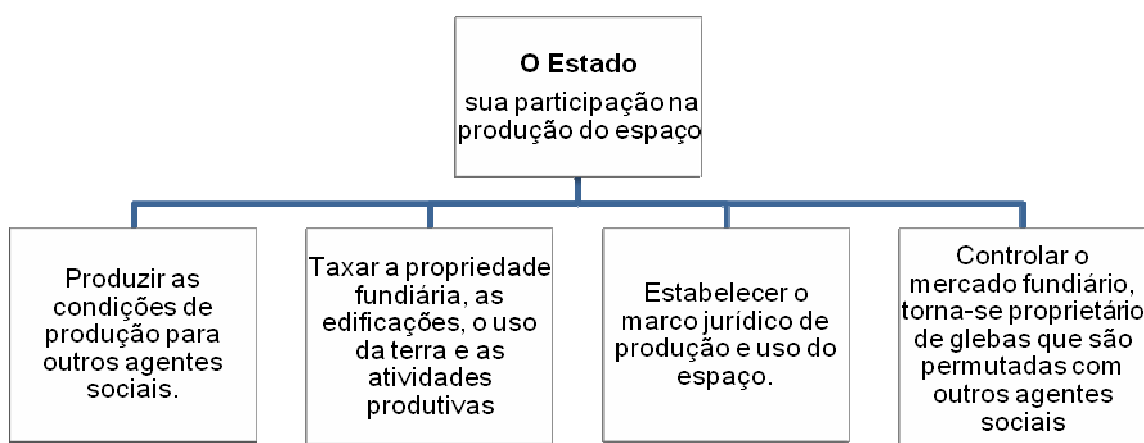 O Estado
sua participação na
produção do espaço
Produzir as
condições de
produção para
outros agentes
sociais.
Taxar a propriedade
fundiária, as
edificações, o uso
da terra e as
atividades
produtivas
Estabelecer o
marco jurídico de
produção e uso do
espaço.
Controlar o
mercado fundiário,
torna-se proprietário
de glebas que são
permutadas com
outros agentes
sociais